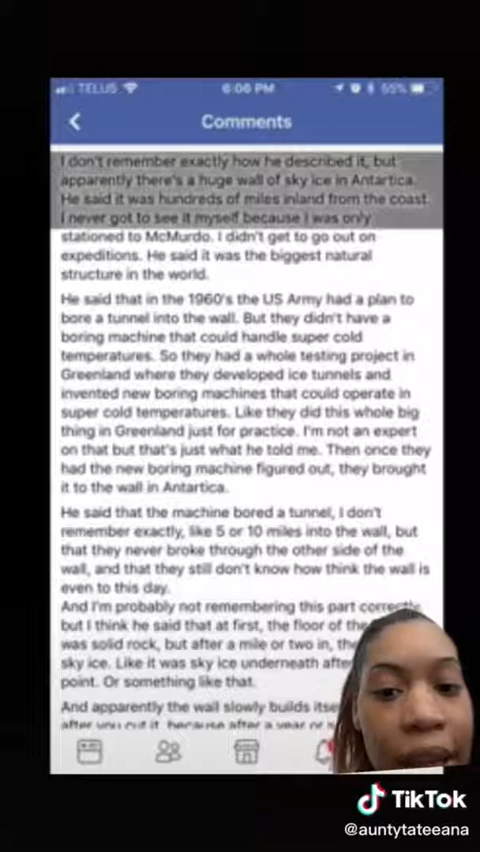 TELUS
6:06 PM
55%
Comments
I don't remember exactly how he described it, but
apparently there's a huge wall of sky ice in Antartica.
He said it was hundreds of miles inland from the coast.
I never got to see it myself because I was only
stationed to McMurdo. I didn't get to go out on
expeditions. He said it was the biggest natural
structure in the world.
He said that in the 1960's the US Army had a plan to
bore a tunnel into the wall. But they didn't have a
boring machine that could handle super cold
temperatures. So they had a whole testing project in
Greenland where they developed ice tunnels and
invented new boring machines that could operate in
super cold temperatures. Like they did this whole big
thing in Greenland just for practice. I'm not an expert
on that but that's just what he told me. Then once they
had the new boring machine figured out, they brought
it to the wall in Antartica.
He said that the machine bored a tunnel, I don't
remember exactly, like 5 or 10 miles into the wall, but
that they never broke through the other side of the
wall, and that they still don't know how think the wall is
even to this day.
And I'm probably not remembering this part correctly,
but I think he said that at first, the floor of the
was solid rock, but after a mile or two in, the
sky ice. Like it was sky ice underneath after
point. Or something like that.
And apparently the wall slowly builds itse
after you cut it, because after a year or
TikTok
@auntytateeana